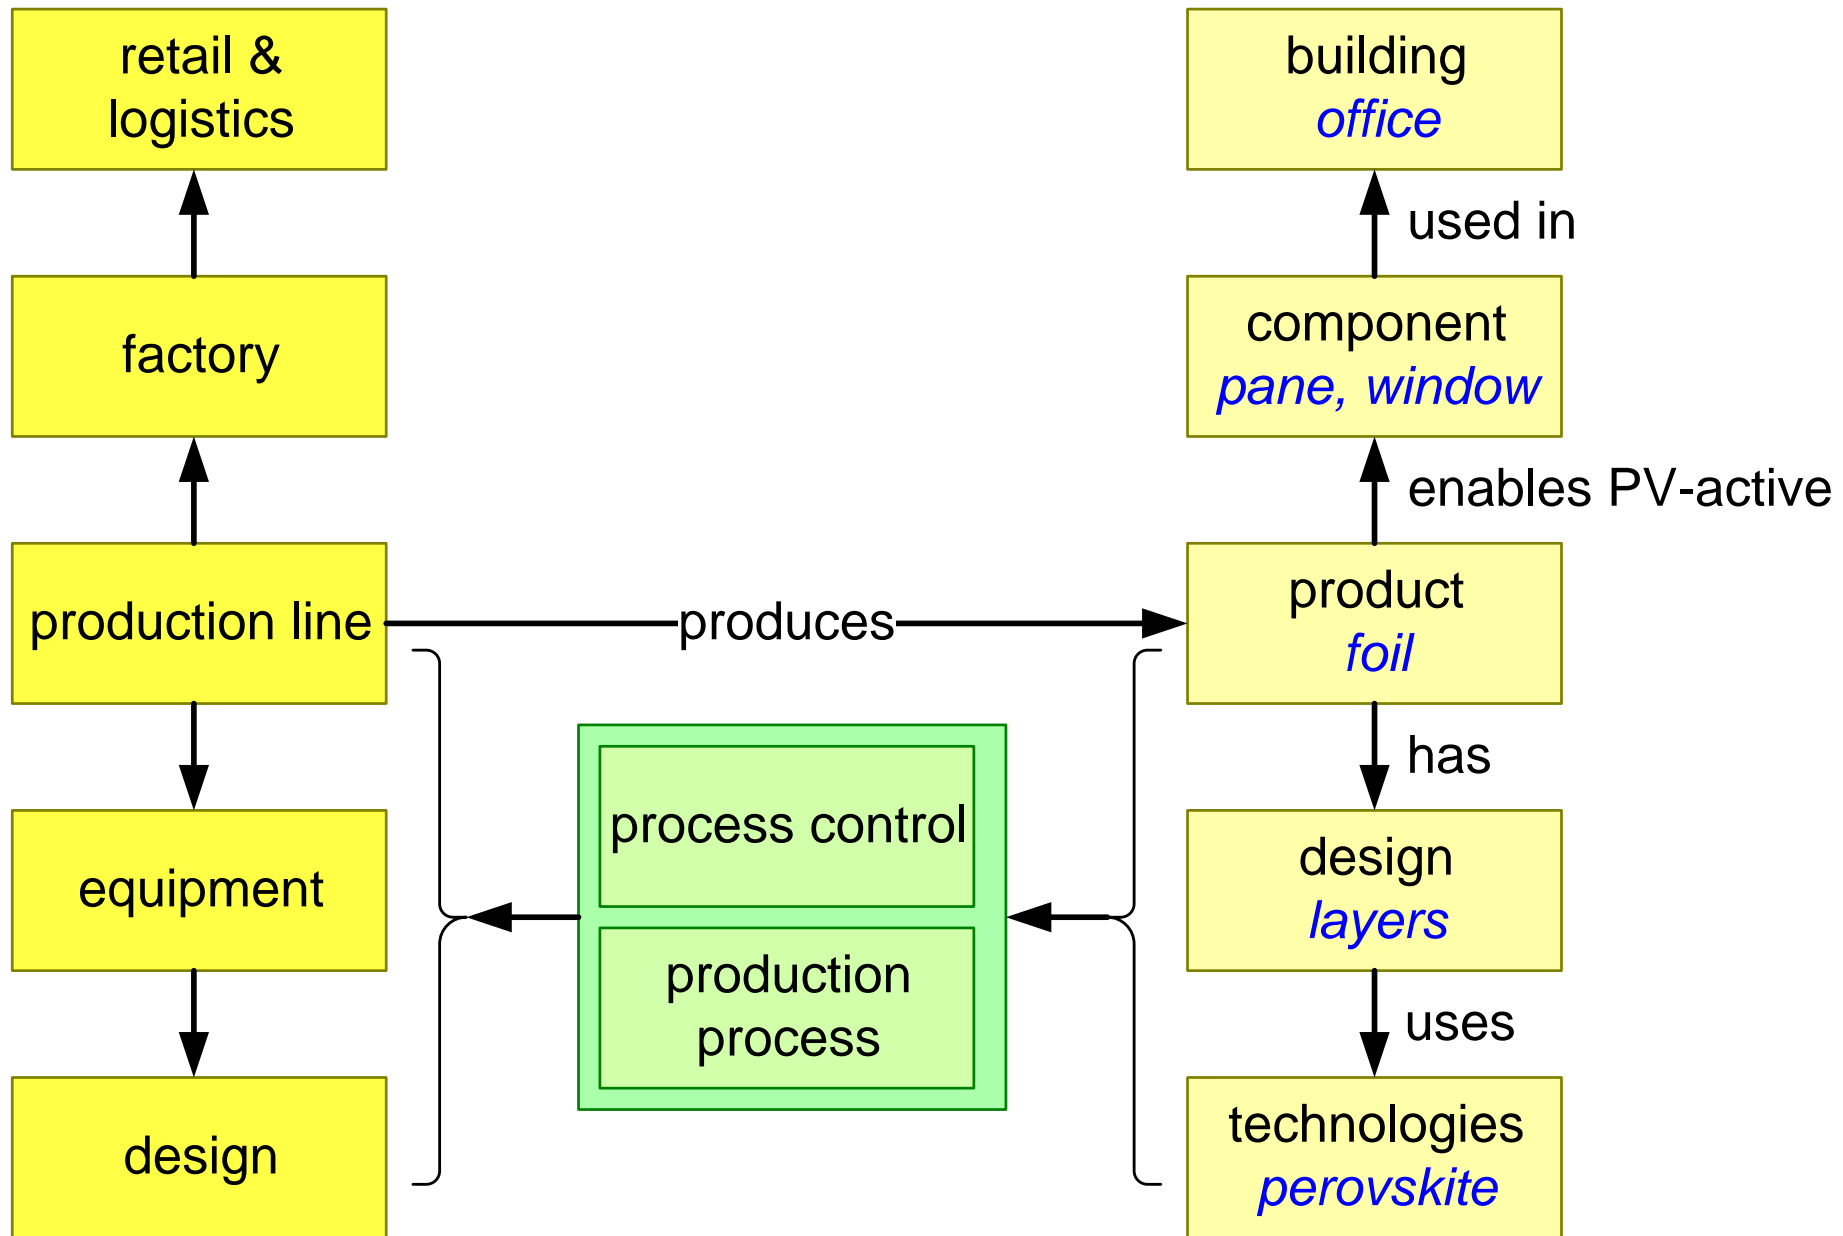 retail &
logistics
factory
production line
equipment
design
produces
process control
production
process
building
office
used in
component
pane, window
enables PV-active
product
foil
has
design
layers
uses
technologies
perovskite